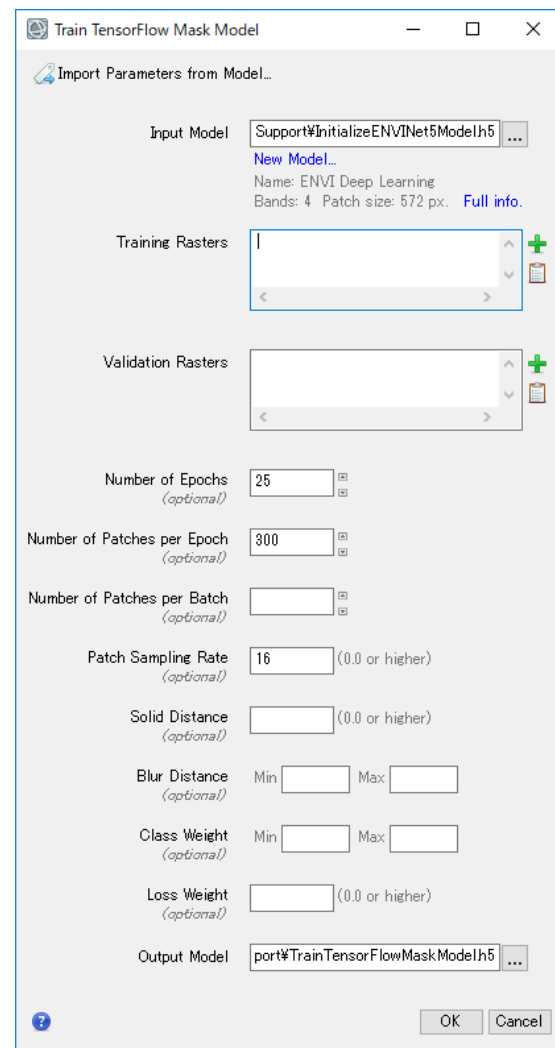 Train TensorFlow Mask Model
Import Parameters from Model...
Input Model Support¥InitializeENVINet5Model.h5 ...
New Model...
Name: ENVI Deep Learning
Bands: 4 Patch size: 572 px. Full info.
Training Rasters
Validation Rasters
Number of Epochs 25
(optional)
Number of Patches per Epoch 300
(optional)
Number of Patches per Batch
(optional)
Patch Sampling Rate 16 (0.0 or higher)
(optional)
Solid Distance (0.0 or higher)
(optional)
Blur Distance Min Max
(optional)
Class Weight Min Max
(optional)
Loss Weight (0.0 or higher)
(optional)
Output Model port¥TrainTensorFlowMaskModel.h5 ...
OK Cancel